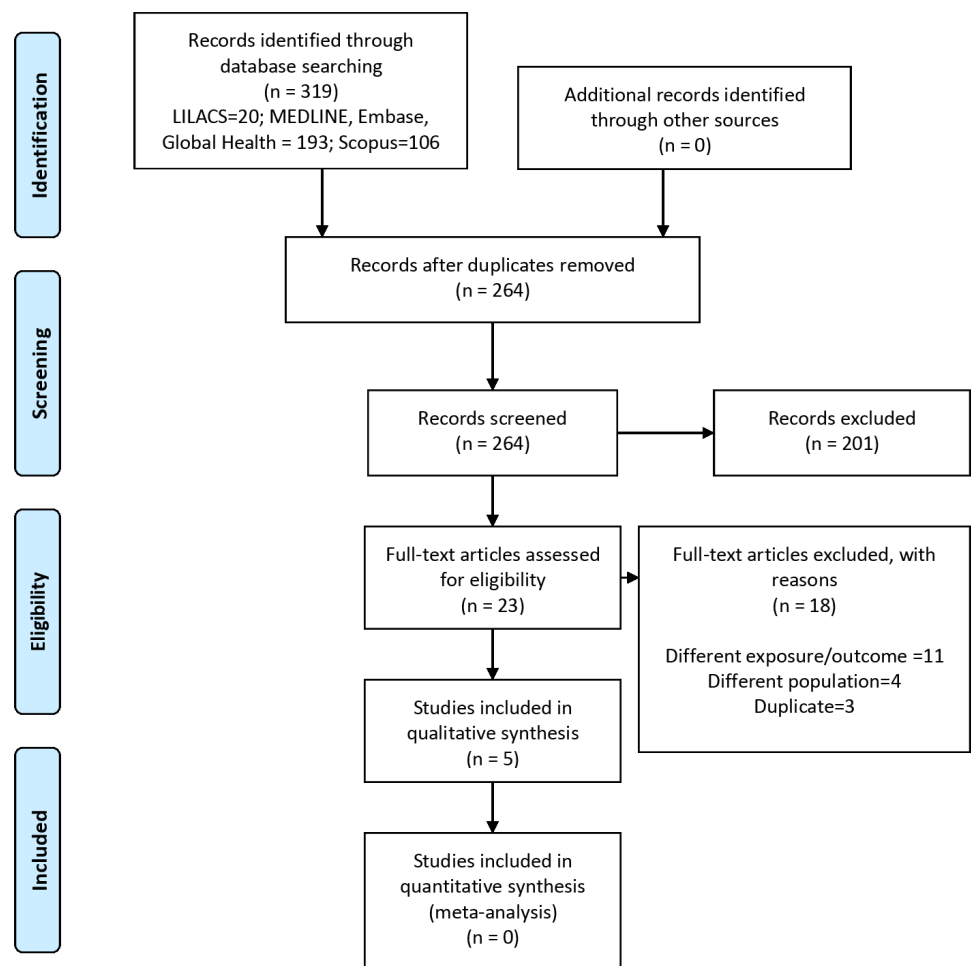 Identification
Records identified through
database searching
(n = 319)
LILACS=20; MEDLINE, Embase,
Global Health = 193; Scopus=106
Additional records identified
through other sources
(n = 0)
Records after duplicates removed
(n = 264)
Screening
Records screened
(n = 264)
Records excluded
(n = 201)
Eligibility
Full-text articles assessed
for eligibility
(n = 23)
Full-text articles excluded, with
reasons
(n = 18)
Different exposure/outcome =11
Different population=4
Duplicate=3
Studies included in
qualitative synthesis
(n = 5)
Included
Studies included in
quantitative synthesis
(meta-analysis)
(n = 0)